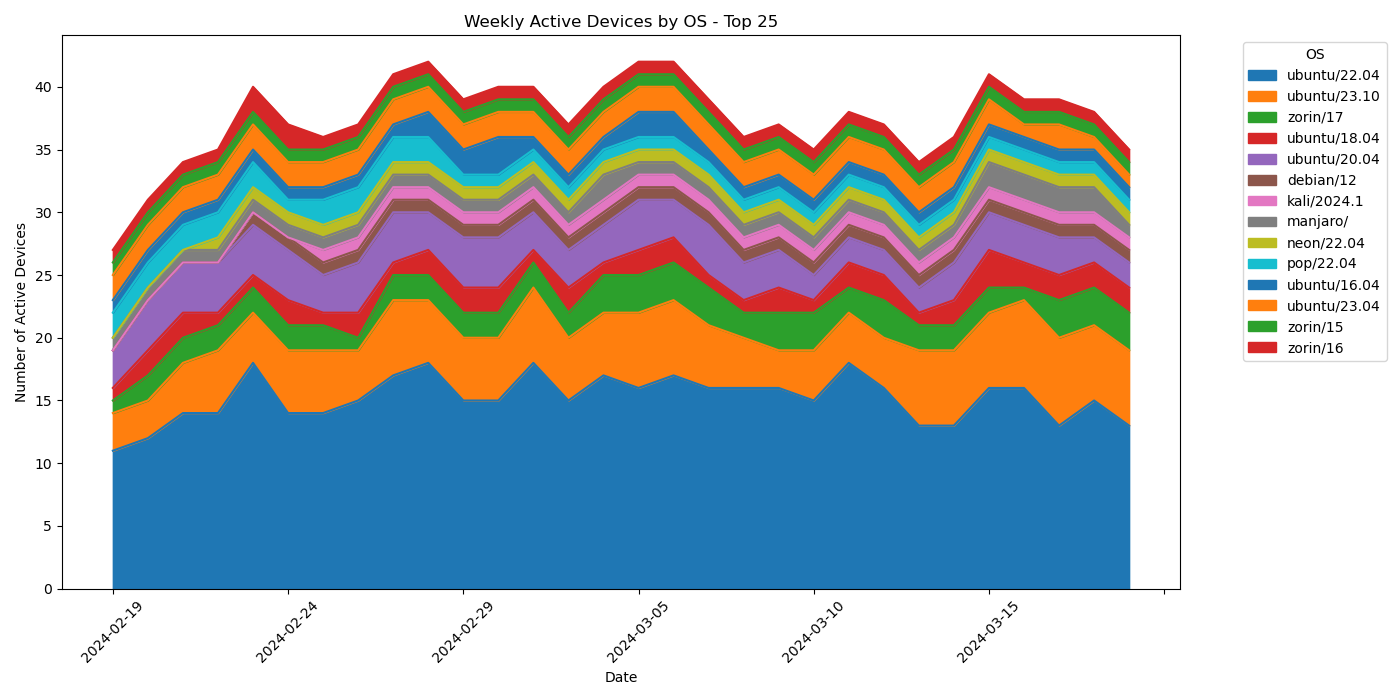 Weekly Active Devices by OS - Top 25
Number of Active Devices
40
35
30
25
20
15
10
5
0
2024-02-19
2024-02-24
2024-02-29
2024-03-05
2024-03-10
2024-03-15
Date
OS
ubuntu/22.04
ubuntu/23.10
zorin/17
ubuntu/18.04
ubuntu/20.04
debian/12
kali/2024.1
manjaro/
neon/22.04
pop/22.04
ubuntu/16.04
ubuntu/23.04
zorin/15
zorin/16